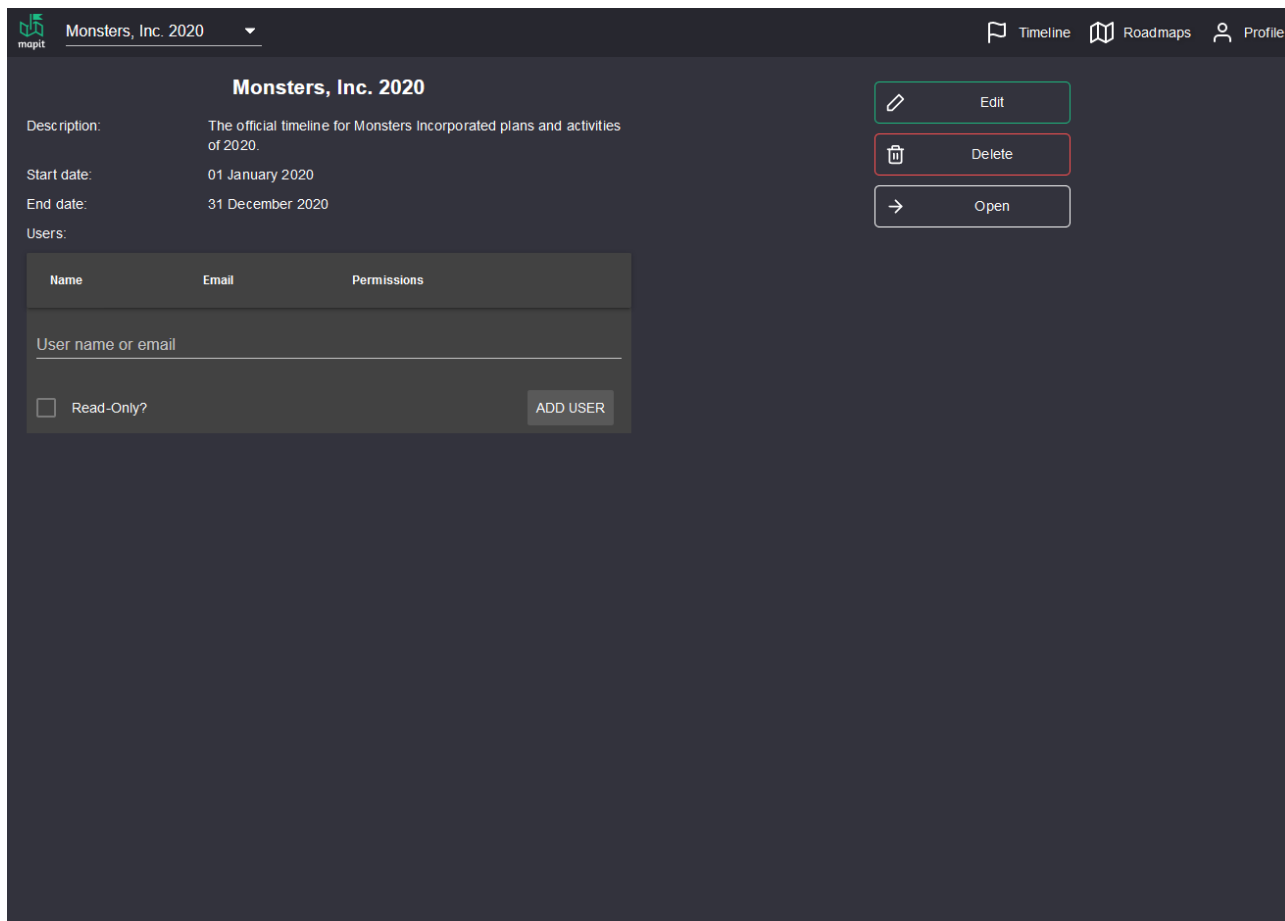 mapit
Monsters, Inc. 2020
Timeline
Roadmaps
Profile
Monsters, Inc. 2020
Description:
The official timeline for Monsters Incorporated plans and activities
of 2020.
Start date:
01 January 2020
End date:
31 December 2020
Users:
Name
Email
Permissions
User name or email
Read-Only?
ADD USER
Edit
Delete
Open